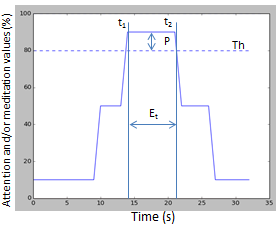 Attention and/or meditation values (%)
100
80
60
40
20
0
t1 t2
Th
P
Et
0 5 10 15 20 25 30 35
Time (s)